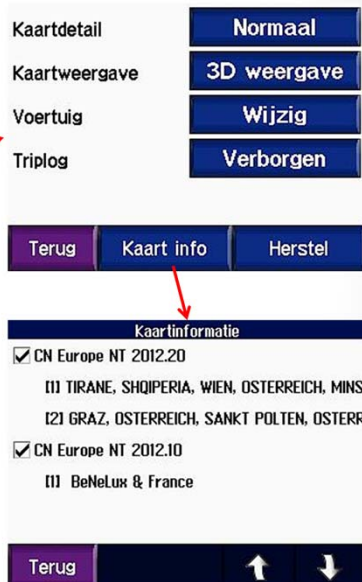 Kaartdetail Normaal
Kaartweergave 3D weergave
Voertuig Wijzig
Triplog Verborgen
Terug Kaart info Herstel
Kaartinformatie
CN Europe NT 2012.20
[1] TIRANE, SHQIPERIA, WIEN, OSTERREICH, MINS
[2] GRAZ, OSTERREICH, SANKT POLTEN, OSTERR
CN Europe NT 2012.10
[1] BeNeLux & France
Terug